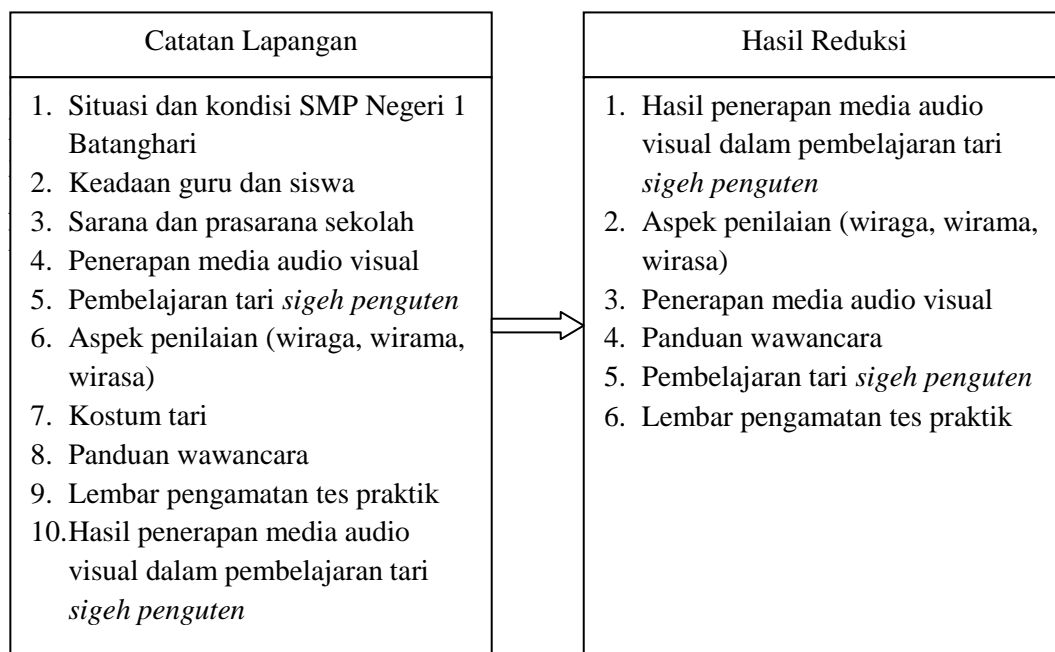 Catatan Lapangan
1. Situasi dan kondisi SMP Negeri 1
Batanghari
2. Keadaan guru dan siswa
3. Sarana dan prasarana sekolah
4. Penerapan media audio visual
5. Pembelajaran tari sigeh penguten
6. Aspek penilaian (wiraga, wirama,
wirasa)
7. Kostum tari
8. Panduan wawancara
9. Lembar pengamatan tes praktik
10.Hasil penerapan media audio
visual dalam pembelajaran tari
sigeh penguten
Hasil Reduksi
1. Hasil penerapan media audio
visual dalam pembelajaran tari
sigeh penguten
2. Aspek penilaian (wiraga, wirama,
wirasa)
3. Penerapan media audio visual
4. Panduan wawancara
5. Pembelajaran tari sigeh penguten
6. Lembar pengamatan tes praktik